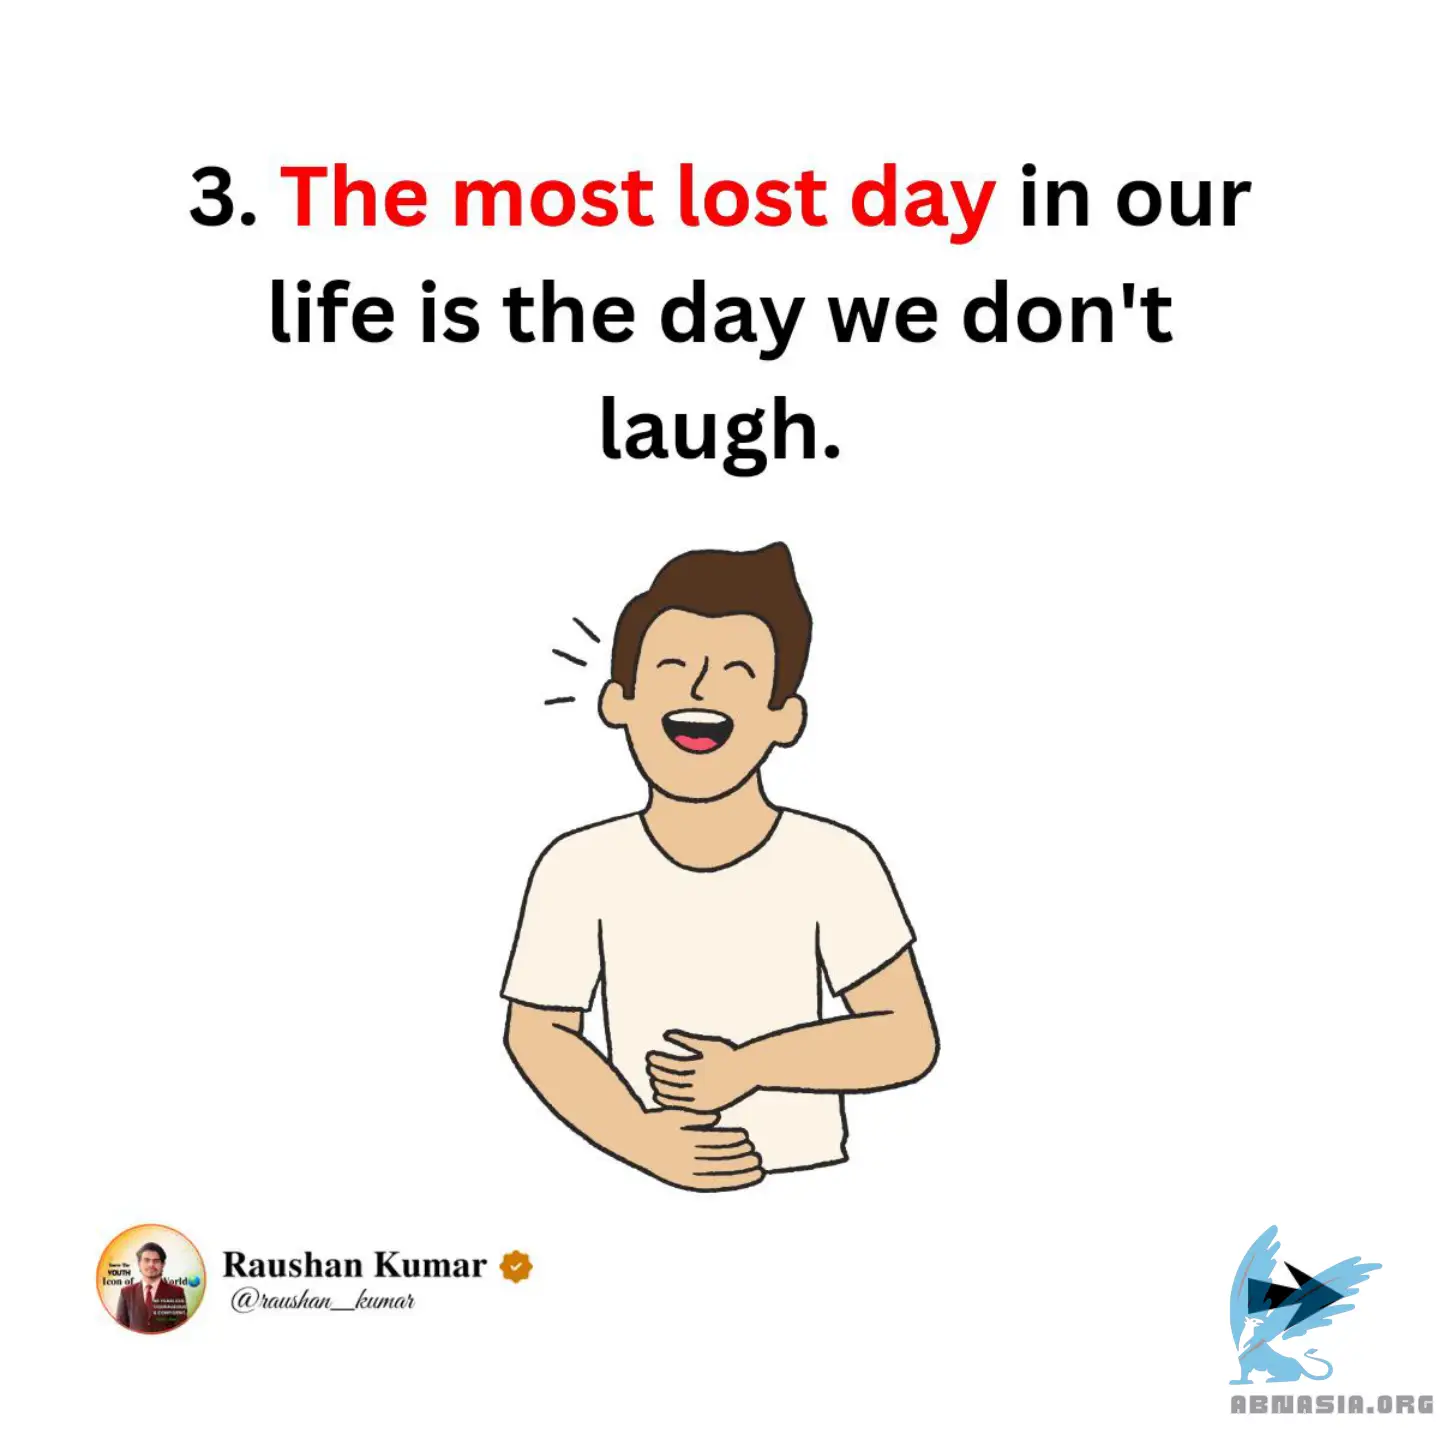 3. The most lost day in our
life is the day we don't
laugh.
YOUTH
Icon of World
Raushan Kumar
@raushan__kumar
ABNASIA.ORG